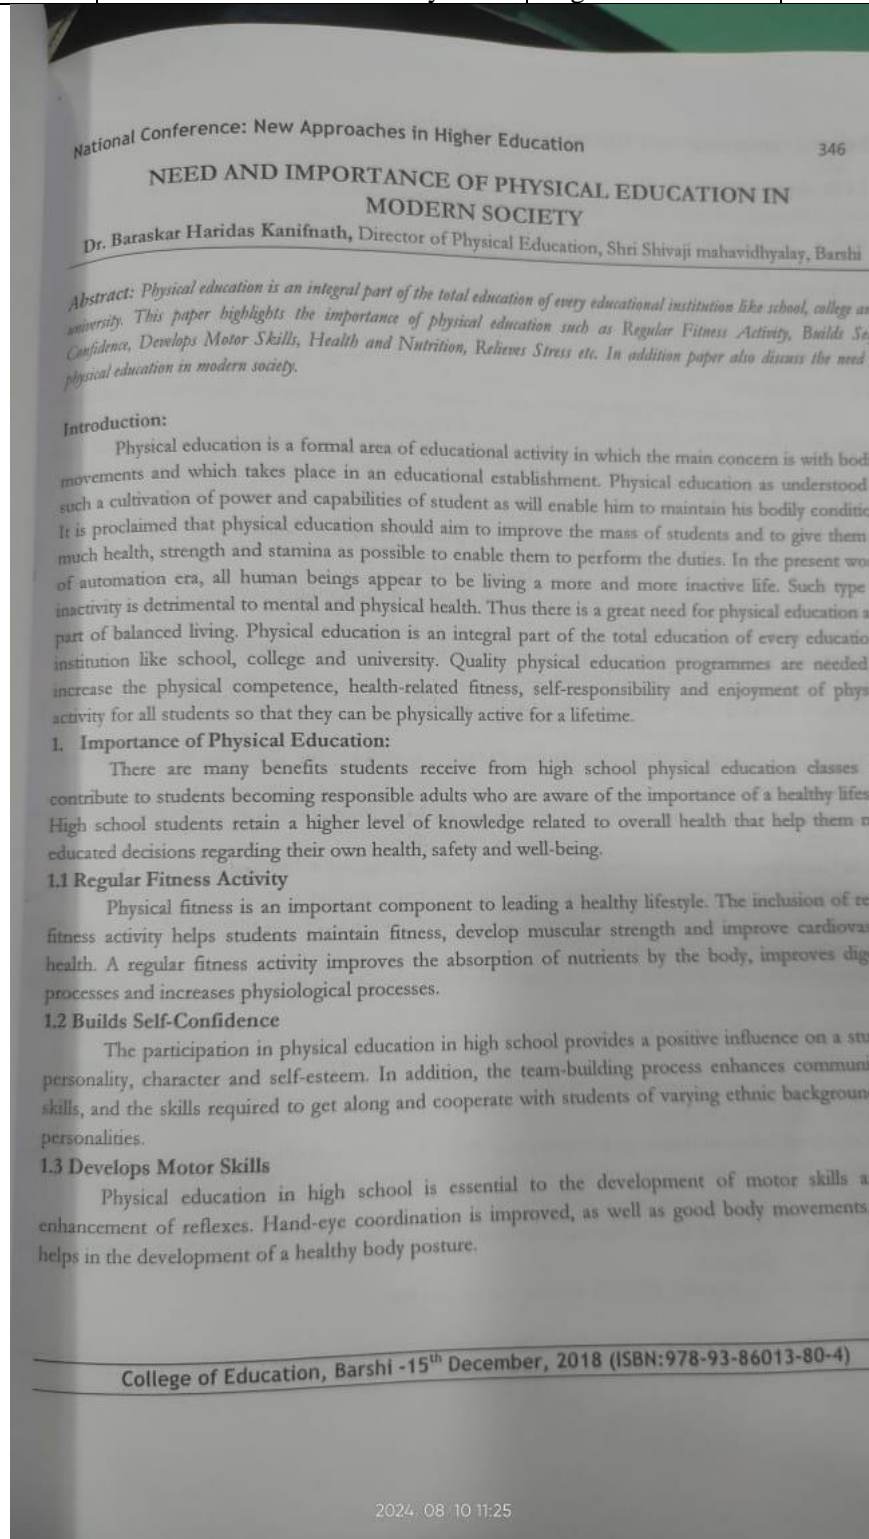 National Conference: New Approaches in Higher Education 346
NEED AND IMPORTANCE OF PHYSICAL EDUCATION IN
MODERN SOCIETY
Dr. Baraskar Haridas Kanifnath, Director of Physical Education, Shri Shivaji mahavidhyalay, Barshi
Abstract: Physical education is an integral part of the total education of every educational institution like school, college
university. This paper highlights the importance of physical education such as Regular Fitness Activity, Builds
Confidence, Develops Motor Skills, Health and Nutrition, Relieves Stress etc. In addition paper also discuss the need
physical education in modern society.
Introduction:
Physical education is a formal area of educational activity in which the main concern is with
movements and which takes place in an educational establishment. Physical education as understood
such a cultivation of power and capabilities of student as will enable him to maintain his bodily
It is proclaimed that physical education should aim to improve the mass of students and to give them
much health, strength and stamina as possible to enable them to perform the duties. In the present
of automation era, all human beings appear to be living a more and more inactive life. Such type
inactivity is detrimental to mental and physical health. Thus there is a great need for physical education
part of balanced living. Physical education is an integral part of the total education of every
institution like school, college and university. Quality physical education programmes are needed
increase the physical competence, health-related fitness, self-responsibility and enjoyment of
activity for all students so that they can be physically active for a lifetime.
1. Importance of Physical Education:
There are many benefits students receive from high school physical education classes
contribute to students becoming responsible adults who are aware of the importance of a healthy
High school students retain a higher level of knowledge related to overall health that help them
educated decisions regarding their own health, safety and well-being.
1.1 Regular Fitness Activity
Physical fitness is an important component to leading a healthy lifestyle. The inclusion of
fitness activity helps students maintain fitness, develop muscular strength and improve
health. A regular fitness activity improves the absorption of nutrients by the body, improves
processes and increases physiological processes.
1.2 Builds Self-Confidence
The participation in physical education in high school provides a positive influence on a
personality, character and self-esteem. In addition, the team-building process enhances
skills, and the skills required to get along and cooperate with students of varying ethnic
personalities.
1.3 Develops Motor Skills
Physical education in high school is essential to the development of motor skills
enhancement of reflexes. Hand-eye coordination is improved, as well as good body movements
helps in the development of a healthy body posture.
College of Education, Barshi -15th December, 2018 (ISBN:978-93-86013-80-4)
2024/08/10 11:25